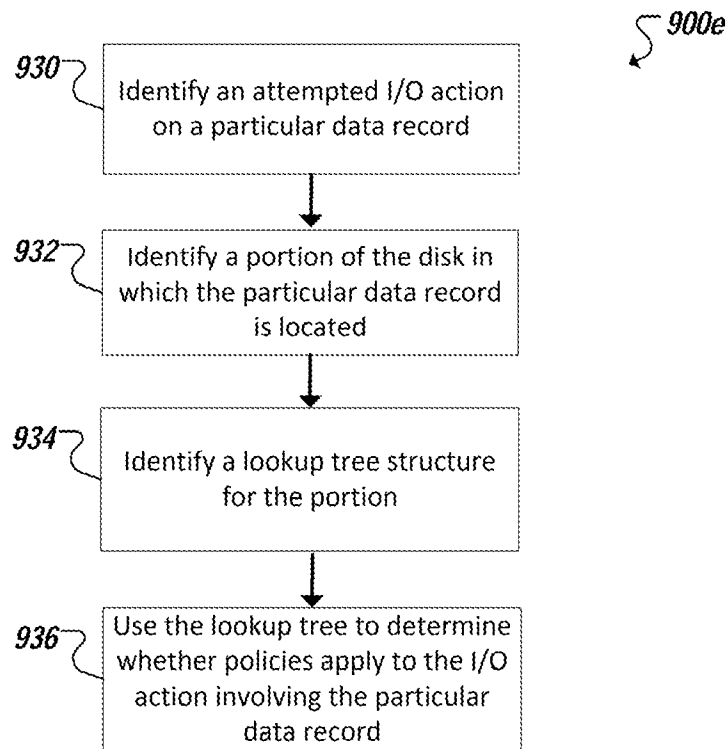 900e
930
Identify an attempted I/O action
on a particular data record
932
Identify a portion of the disk in
which the particular data record
is located
934
Identify a lookup tree structure
for the portion
936
Use the lookup tree to determine
whether policies apply to the I/O
action involving the particular
data record